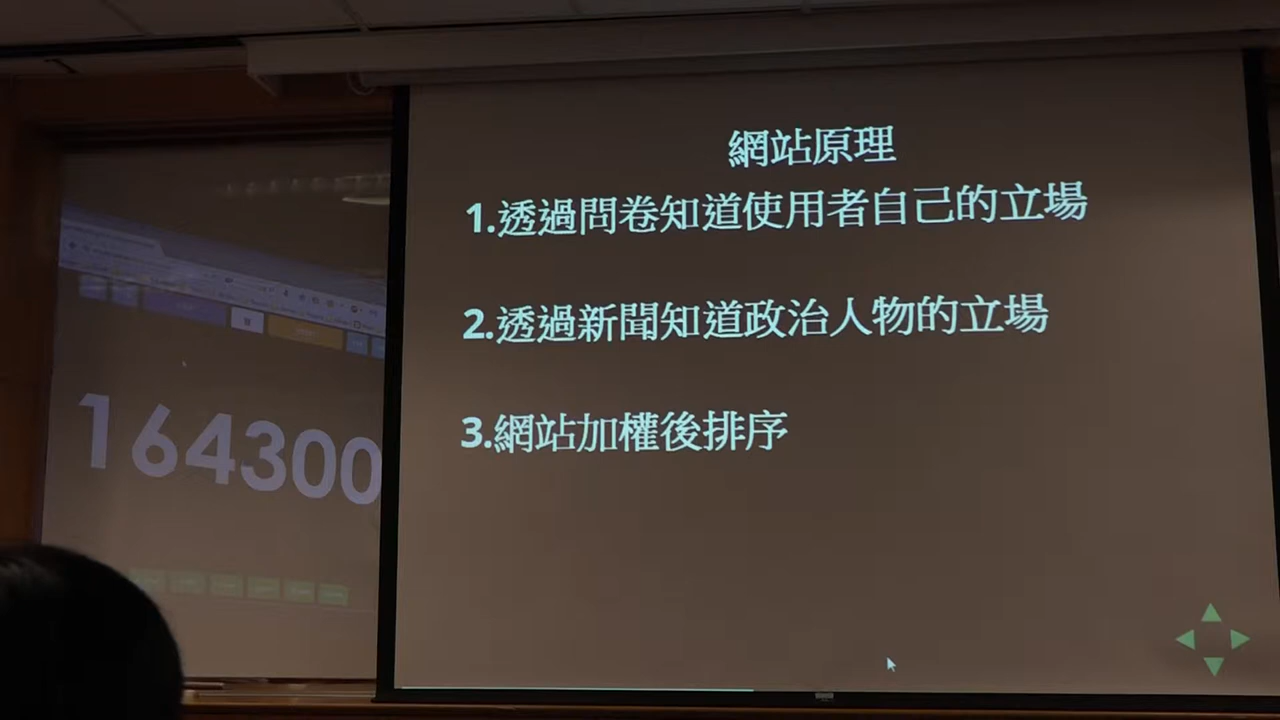 網站原理
1.透過問卷知道使用者自己的立場
2.透過新聞知道政治人物的立場
3.網站加權後排序
164300